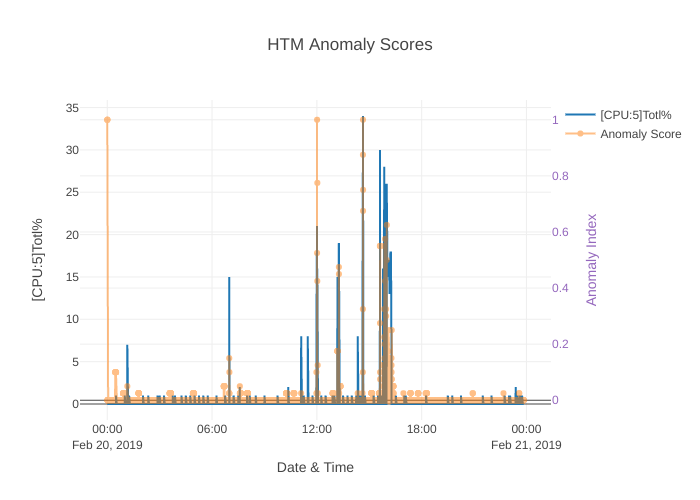 HTM Anomaly Scores
35
30
25
20
15
10
5
0
[CPU:5]Totl%
1
0.8
0.6
0.4
0.2
0
Anomaly Index
[CPU:5]Totl%
Anomaly Score
00:00
Feb 20, 2019
06:00
12:00
18:00
00:00
Feb 21, 2019
Date & Time